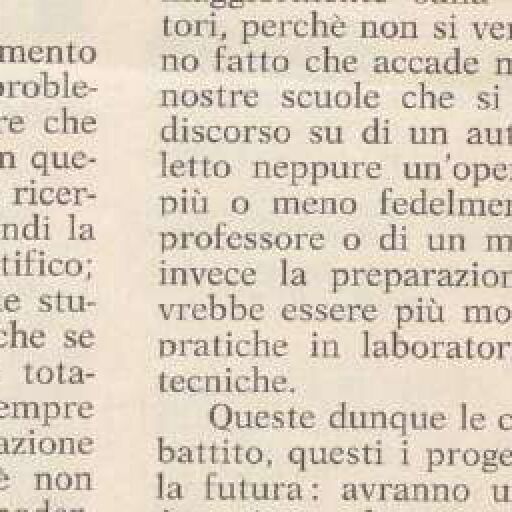 mento
proble-
re che
n que-
ricer-
ndi la
tifico;
le stu-
che se
tota-
empre
azione
è non
tori, perchè non si ver
no fatto che accade n
nostre scuole che si
discorso su di un aut
letto neppure un'oper
più o meno fedelmen
professore o di un m
invece la preparazion
vrebbe essere più mo
pratiche in laborator
tecniche.
Queste dunque le c
battito, questi i proge
la futura: avranno u